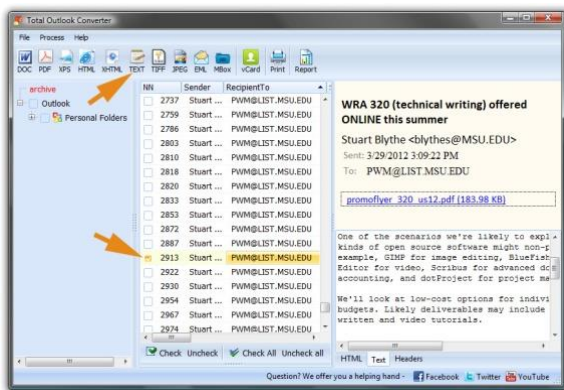 Total Outlook Converter
File Process Help
DOC PDF XPS HTML XHTML TEXT TIFF JPEG EML MBox vCard Print Report
archive
Outlook
Personal Folders
NN Sender RecipientTo
2737 Stuart ... PWM@LIST.MSU.EDU
2759 Stuart ... PWM@LIST.MSU.EDU
2786 Stuart ... PWM@LIST.MSU.EDU
2803 Stuart ... PWM@LIST.MSU.EDU
2810 Stuart ... PWM@LIST.MSU.EDU
2818 Stuart ... PWM@LIST.MSU.EDU
2820 Stuart ... PWM@LIST.MSU.EDU
2833 Stuart ... PWM@LIST.MSU.EDU
2853 Stuart ... PWM@LIST.MSU.EDU
2872 Stuart ... PWM@LIST.MSU.EDU
2887 Stuart ... PWM@LIST.MSU.EDU
2913 Stuart ... PWM@LIST.MSU.EDU
2922 Stuart ... PWM@LIST.MSU.EDU
2930 Stuart ... PWM@LIST.MSU.EDU
2954 Stuart ... PWM@LIST.MSU.EDU
2967 Stuart ... PWM@LIST.MSU.EDU
2974 Stuart ... PWM@LIST.MSU.EDU
Check Uncheck Check All Uncheck all
WRA 320 (technical writing) offered
ONLINE this summer
Stuart Blythe <blythes@MSU.EDU>
Sent: 3/29/2012 3:09:22 PM
To: PWM@LIST.MSU.EDU
promoflyer_320_us12.pdf (183.98 KB)
One of the scenarios we're likely to expl
kinds of open source software might non-p
example, GIMP for image editing, BlueFish
Editor for video, Scribus for advanced do
accounting, and dotProject for project ma
We'll look at low-cost options for indivi
budgets. Likely deliverables may include
written and video tutorials.
HTML Text Headers
Question? We offer you a helping hand - Facebook Twitter YouTube